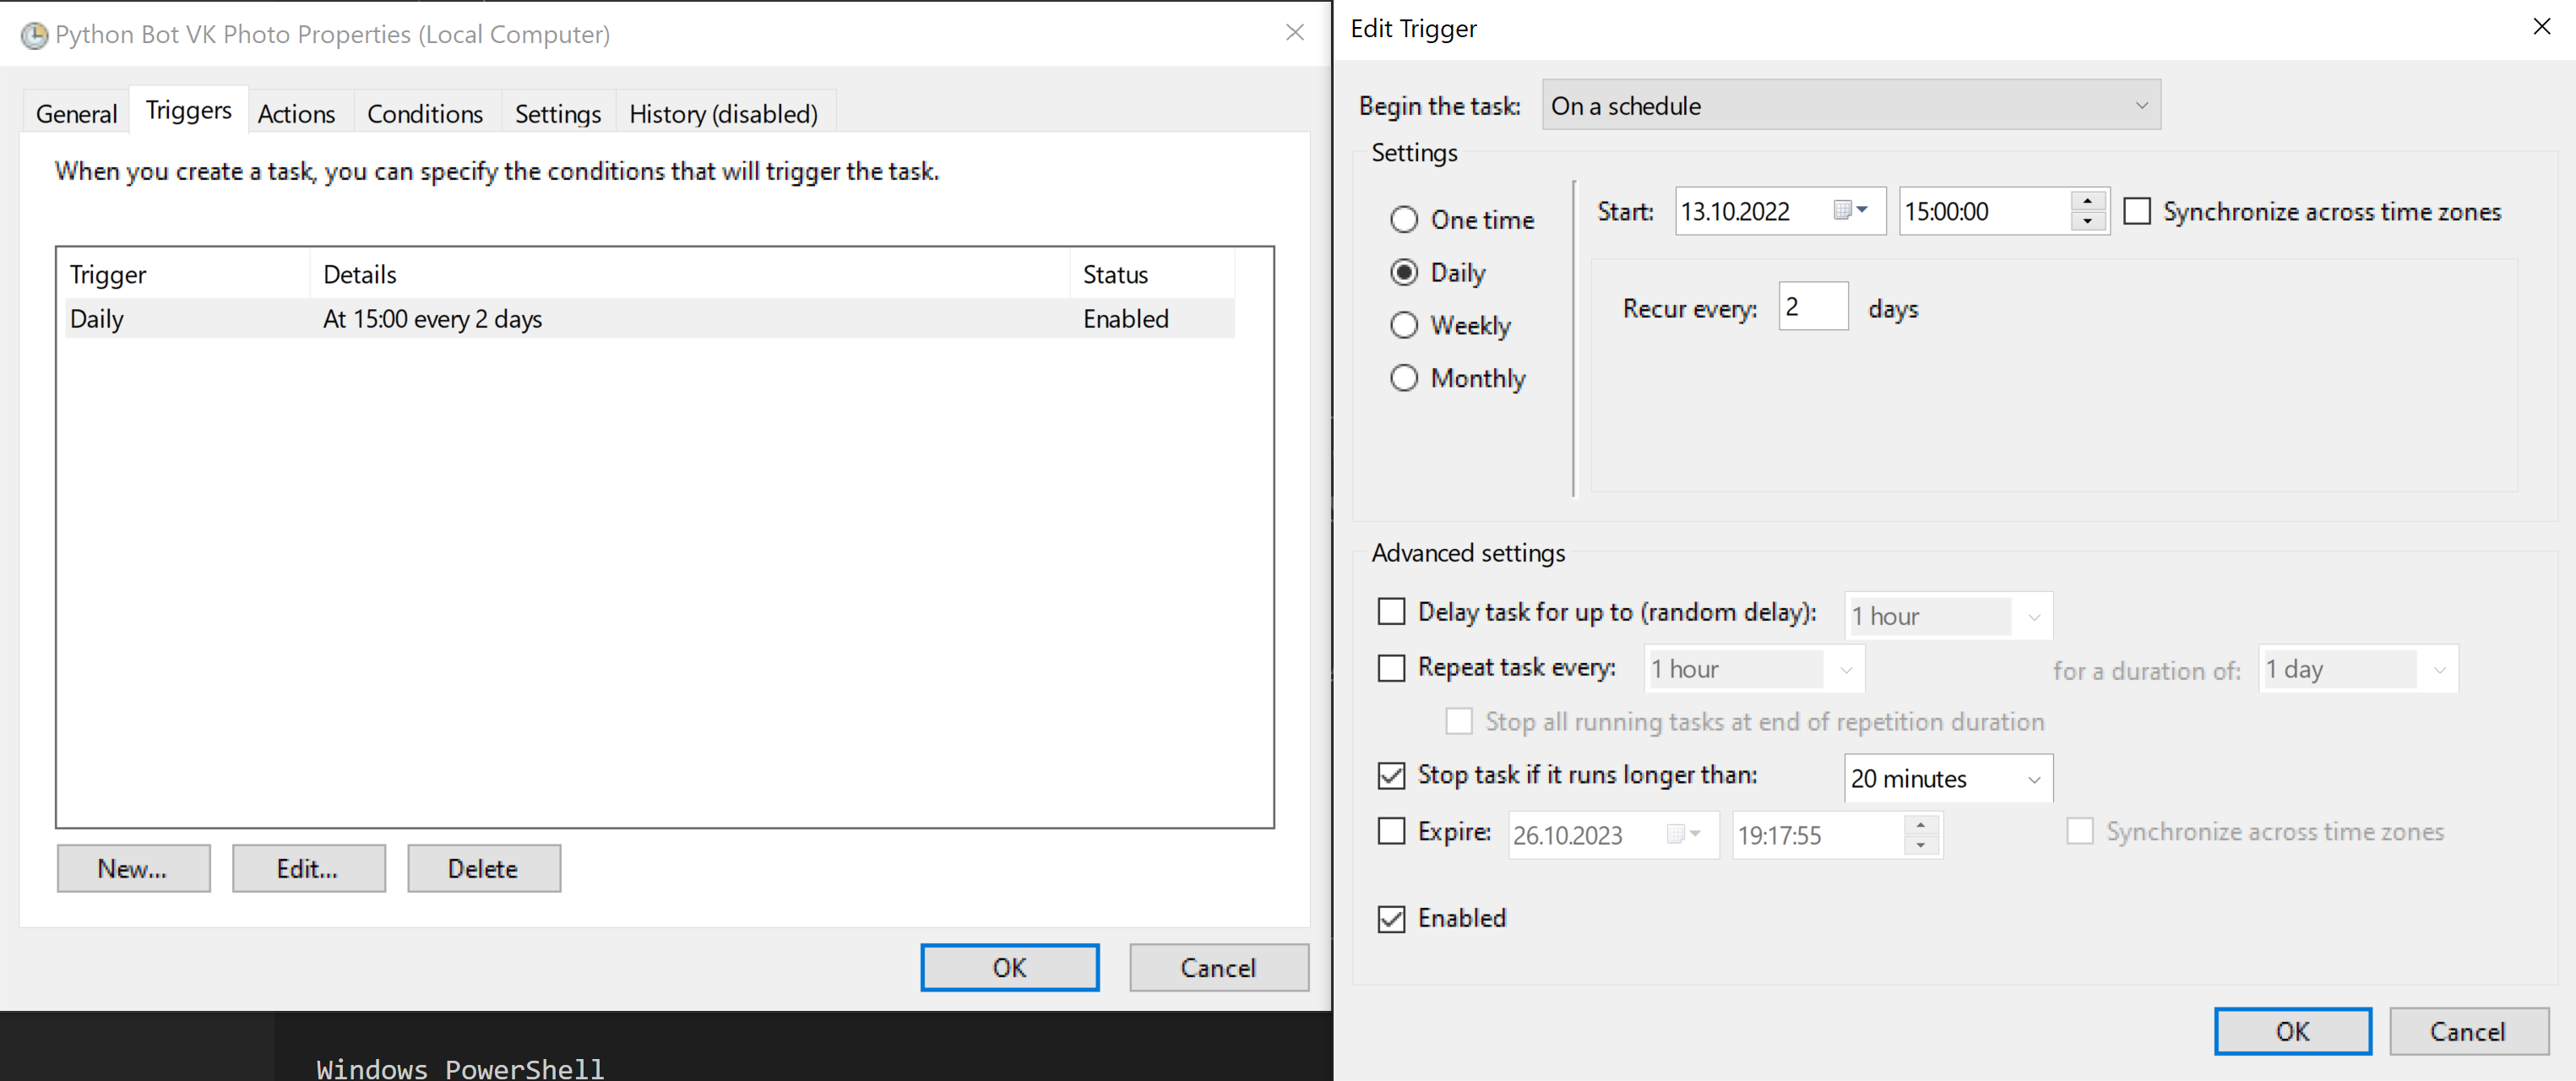 Python Bot VK Photo Properties (Local Computer)
General Triggers Actions Conditions Settings History (disabled)
When you create a task, you can specify the conditions that will trigger the task.
Trigger Details Status
Daily At 15:00 every 2 days Enabled
New... Edit... Delete
OK Cancel
Windows PowerShell
Edit Trigger
Begin the task: On a schedule
Settings
One time
Daily
Weekly
Monthly
Start: 13.10.2022 15:00:00 Synchronize across time zones
Recur every: 2 days
Advanced settings
Delay task for up to (random delay): 1 hour
Repeat task every: 1 hour for a duration of: 1 day
Stop all running tasks at end of repetition duration
Stop task if it runs longer than: 20 minutes
Expire: 26.10.2023 19:17:55 Synchronize across time zones
Enabled
OK Cancel